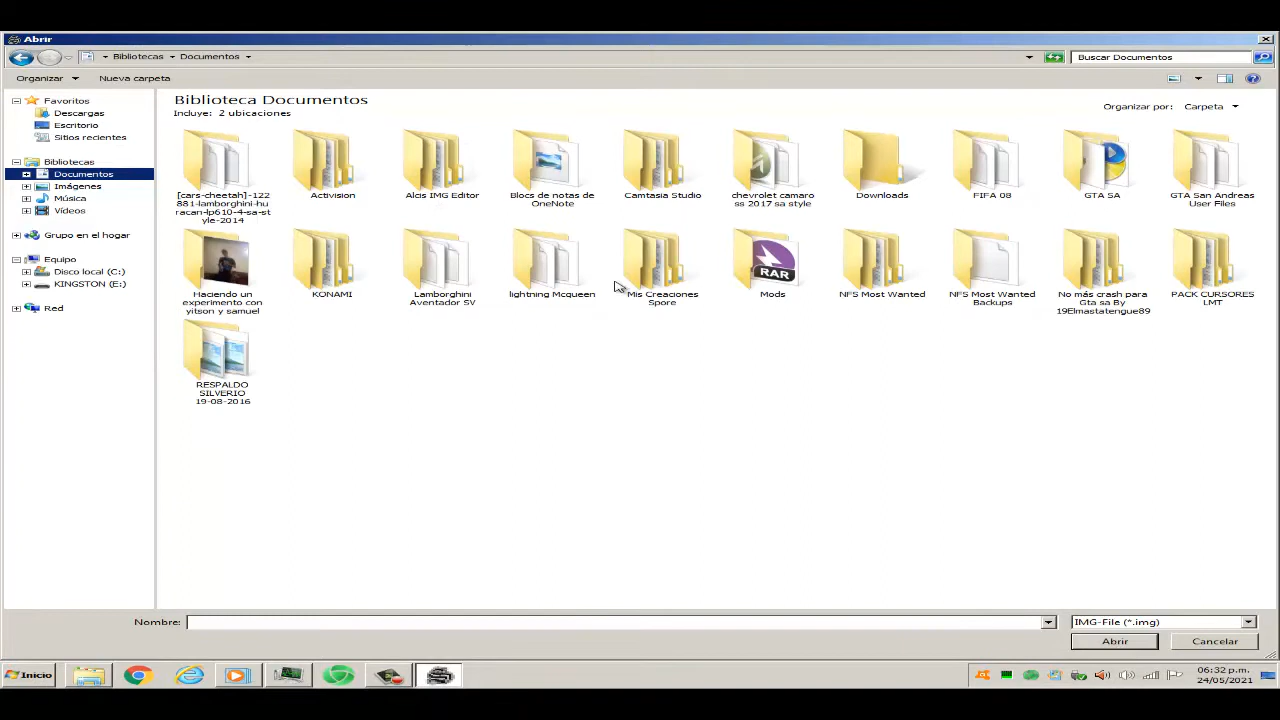 Abrir
Bibliotecas
Documentos
Buscar Documentos
Organizar
Nueva carpeta
Favoritos
Descargas
Escritorio
Sitios recientes
Bibliotecas
Documentos
Imágenes
Música
Vídeos
Grupo en el hogar
Equipo
Disco local (C:)
KINGSTON (E:)
Red
Biblioteca Documentos
Incluye: 2 ubicaciones
Organizar por:
Carpeta
[cars-cheetah]-122
8814lamborghini-hu
racan-lp610-4-sa-st
yle-2014
Activision
Alcis IMG Editor
Blocs de notas de
OneNote
Camtasia Studio
chevrolet camaro
ss 2017 sa style
Downloads
FIFA 08
GTA SA
GTA San Andreas
User Files
Haciendo un
experimento con
yitson y samuel
KONAMI
Lamborghini
Aventador SV
lightning Mcqueen
Mis Creaciones
Spore
RAR
Mods
NFS Most Wanted
NFS Most Wanted
Backups
No más crash para
Gta sa By
19Elmastatengue89
PACK CURSORES
LMT
RESPALDO
SILVERIO
19-08-2016
Nombre:
IMG-File (*.img)
Abrir
Cancelar
Inicio
06:32 p.m.
24/05/2021